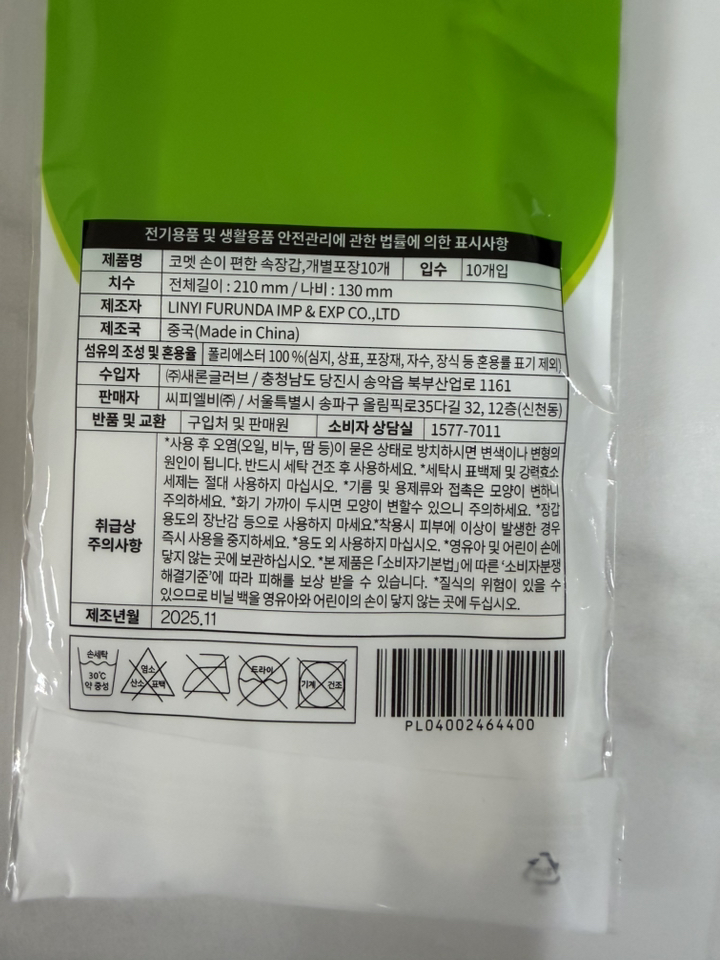 전기용품 및 생활용품 안전관리에 관한 법률에 의한 표시사항
제품명 코멧 손이 편한 속장갑,개별포장10개 입수 10개입
치수 전체길이 : 210 mm / 나비 : 130 mm
제조자 LINYI FURUNDA IMP & EXP CO.,LTD
제조국 중국(Made in China)
섬유의 조성 및 혼용율 폴리에스터 100 %(심지, 상표, 포장재, 자수, 장식 등 혼용률 표기 제외)
수입자 ㈜새론글러브 / 충청남도 당진시 송악읍 북부산업로 1161
판매자 씨피엘비㈜ / 서울특별시 송파구 올림픽로35다길 32, 12층(신천동)
반품 및 교환 구입처 및 판매원 소비자 상담실 1577-7011
취급상 주의사항
*사용 후 오염(오일, 비누, 땀 등)이 묻은 상태로 방치하시면 변색이나 변형의
원인이 됩니다. 반드시 세탁 건조 후 사용하세요. *세탁시 표백제 및 강력효소
세제는 절대 사용하지 마십시오. *기름 및 용제류와 접촉은 모양이 변하니
주의하세요. *화기 가까이 두시면 모양이 변할수 있으니 주의하세요. *장갑
용도의 장난감 등으로 사용하지 마세요.*착용시 피부에 이상이 발생한 경우
즉시 사용을 중지하세요. *용도 외 사용하지 마십시오. *영유아 및 어린이 손에
닿지 않는 곳에 보관하십시오. *본 제품은 「소비자기본법」에 따른 '소비자분쟁
해결기준'에 따라 피해를 보상 받을 수 있습니다. *질식의 위험이 있을 수
있으므로 비닐 백을 영유아와 어린이의 손이 닿지 않는 곳에 두십시오.
제조년월 2025.11
손세탁 30℃ 약 중성
염소 산소 표백
드라이
기계 건조
PL04002464400